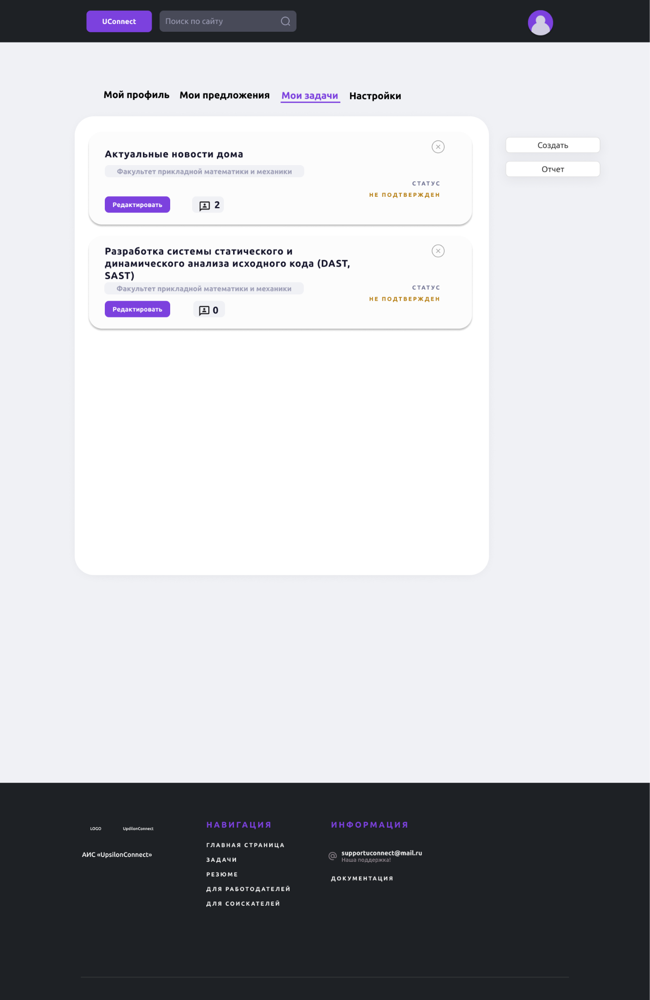 UConnect
Поиск по сайту
Мой профиль
Мои предложения
Мои задачи
Настройки
Актуальные новости дома
Факультет прикладной математики и механики
СТАТУС
НЕ ПОДТВЕРЖДЕН
Редактировать
2
Разработка системы статического и
динамического анализа исходного кода (DAST,
SAST)
Факультет прикладной математики и механики
СТАТУС
НЕ ПОДТВЕРЖДЕН
Редактировать
0
Создать
Отчет
LOGO
UpdilonConnect
АИС «UpsilonConnect»
НАВИГАЦИЯ
ГЛАВНАЯ СТРАНИЦА
ЗАДАЧИ
РЕЗЮМЕ
ДЛЯ РАБОТОДАТЕЛЕЙ
ДЛЯ СОИСКАТЕЛЕЙ
ИНФОРМАЦИЯ
@ supportuconnect@mail.ru
Наша поддержка!
ДОКУМЕНТАЦИЯ